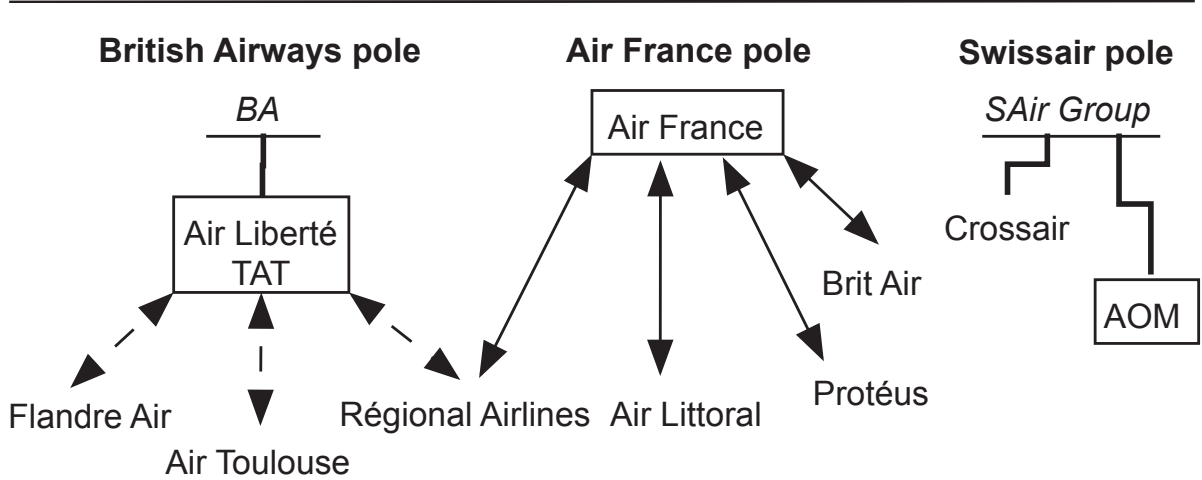 British Airways pole
Air France pole
Swissair pole
BA
Air France
SAir Group
Air Liberté
TAT
Crossair
Brit Air
AOM
Flandre Air
Régional Airlines
Air Littoral
Protéus
Air Toulouse